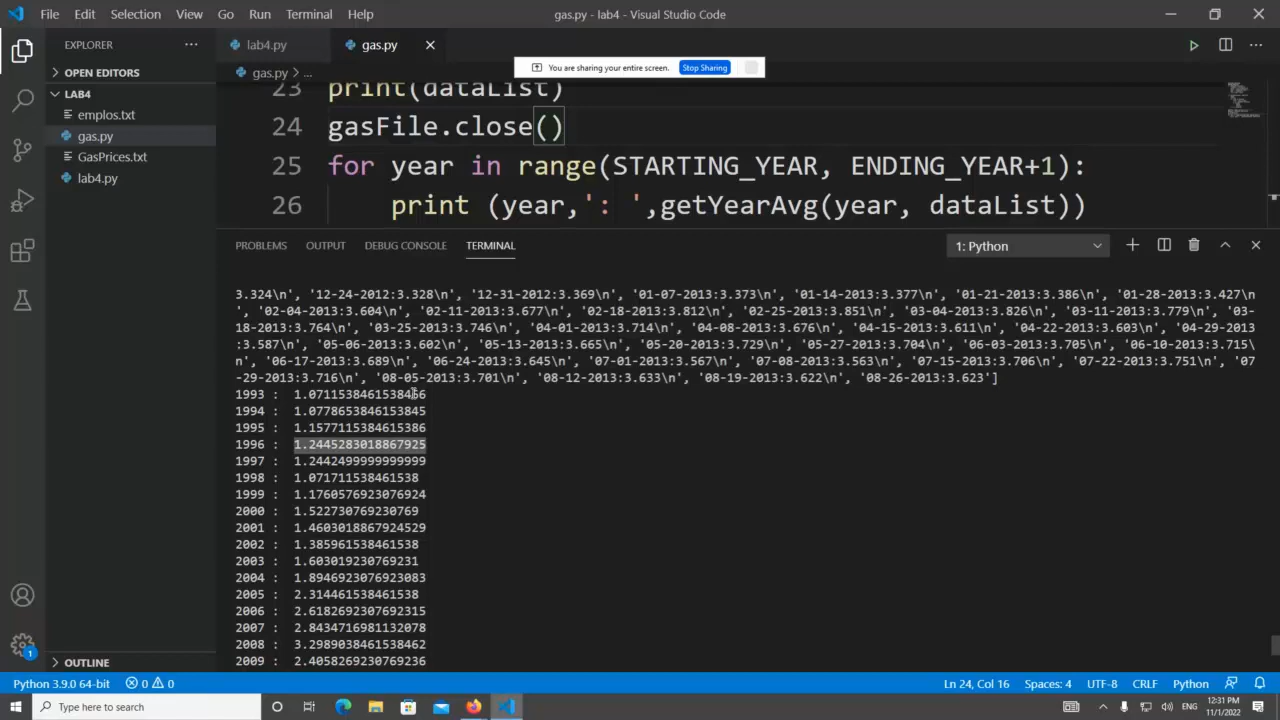 File Edit Selection View Go Run Terminal Help
gas.py - lab4 - Visual Studio Code
EXPLORER
OPEN EDITORS
LAB4
emplos.txt
gas.py
GasPrices.txt
lab4.py
OUTLINE
lab4.py
gas.py
gas.py > ...
You are sharing your entire screen. Stop Sharing
23 print(dataList)
24 gasFile.close()
25 for year in range(STARTING_YEAR, ENDING_YEAR+1):
26 print (year,': ',getYearAvg(year, dataList))
PROBLEMS OUTPUT DEBUG CONSOLE TERMINAL
1: Python
3.324\n', '12-24-2012:3.328\n', '12-31-2012:3.369\n', '01-07-2013:3.373\n', '01-14-2013:3.377\n', '01-21-2013:3.386\n', '01-28-2013:3.427\n
', '02-04-2013:3.604\n', '02-11-2013:3.677\n', '02-18-2013:3.812\n', '02-25-2013:3.851\n', '03-04-2013:3.826\n', '03-11-2013:3.779\n', '03-
18-2013:3.764\n', '03-25-2013:3.746\n', '04-01-2013:3.714\n', '04-08-2013:3.676\n', '04-15-2013:3.611\n', '04-22-2013:3.603\n', '04-29-2013
:3.587\n', '05-06-2013:3.602\n', '05-13-2013:3.665\n', '05-20-2013:3.729\n', '05-27-2013:3.704\n', '06-03-2013:3.705\n', '06-10-2013:3.715\
n', '06-17-2013:3.689\n', '06-24-2013:3.645\n', '07-01-2013:3.567\n', '07-08-2013:3.563\n', '07-15-2013:3.706\n', '07-22-2013:3.751\n', '07
-29-2013:3.716\n', '08-05-2013:3.701\n', '08-12-2013:3.633\n', '08-19-2013:3.622\n', '08-26-2013:3.623']
1993 : 1.0711538461538466
1994 : 1.0778653846153845
1995 : 1.1577115384615386
1996 : 1.2445283018867925
1997 : 1.2442499999999999
1998 : 1.071711538461538
1999 : 1.1760576923076924
2000 : 1.522730769230769
2001 : 1.4603018867924529
2002 : 1.385961538461538
2003 : 1.603019230769231
2004 : 1.8946923076923083
2005 : 2.314461538461538
2006 : 2.6182692307692315
2007 : 2.8434716981132078
2008 : 3.2989038461538462
2009 : 2.4058269230769236
1
Python 3.9.0 64-bit 0 0
Ln 24, Col 16 Spaces: 4 UTF-8 CRLF Python
Type here to search
ENG
12:31 PM
11/1/2022